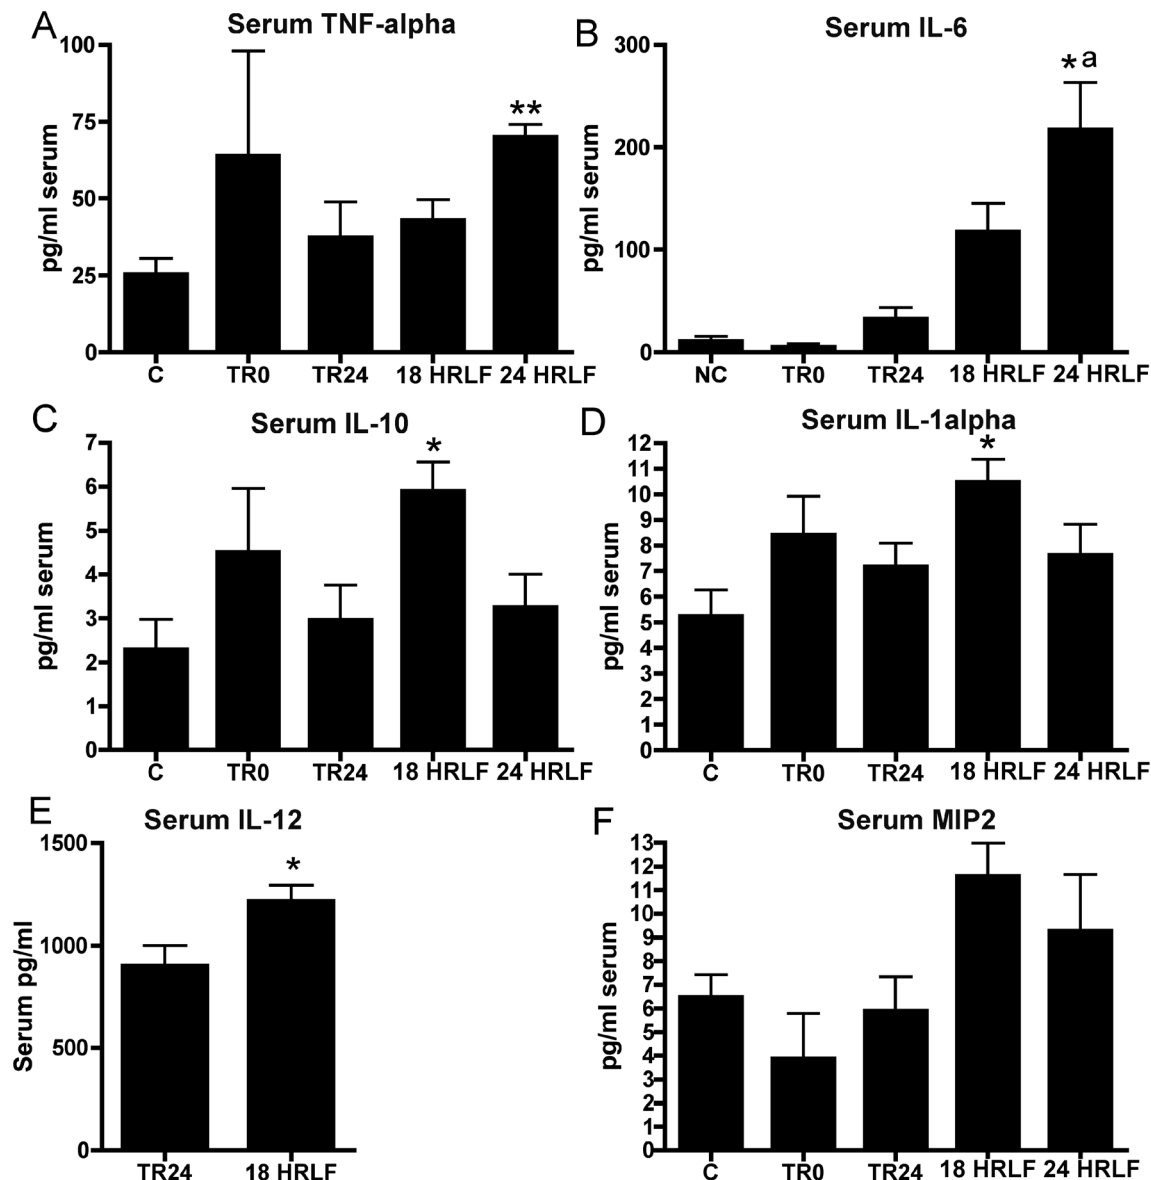 A
Serum TNF-alpha
pg/ml serum
100
75
50
25
0
**
C TR0 TR24 18 HRLF 24 HRLF
B
Serum IL-6
pg/ml serum
300
200
100
0
*a
NC TR0 TR24 18 HRLF 24 HRLF
C
Serum IL-10
pg/ml serum
7
6
5
4
3
2
1
0
*
C TR0 TR24 18 HRLF 24 HRLF
D
Serum IL-1alpha
pg/ml serum
12
11
10
9
8
7
6
5
4
3
2
1
0
*
C TR0 TR24 18 HRLF 24 HRLF
E
Serum IL-12
Serum pg/ml
1500
1000
500
0
*
TR24 18 HRLF
F
Serum MIP2
pg/ml serum
13
12
11
10
9
8
7
6
5
4
3
2
1
0
C TR0 TR24 18 HRLF 24 HRLF